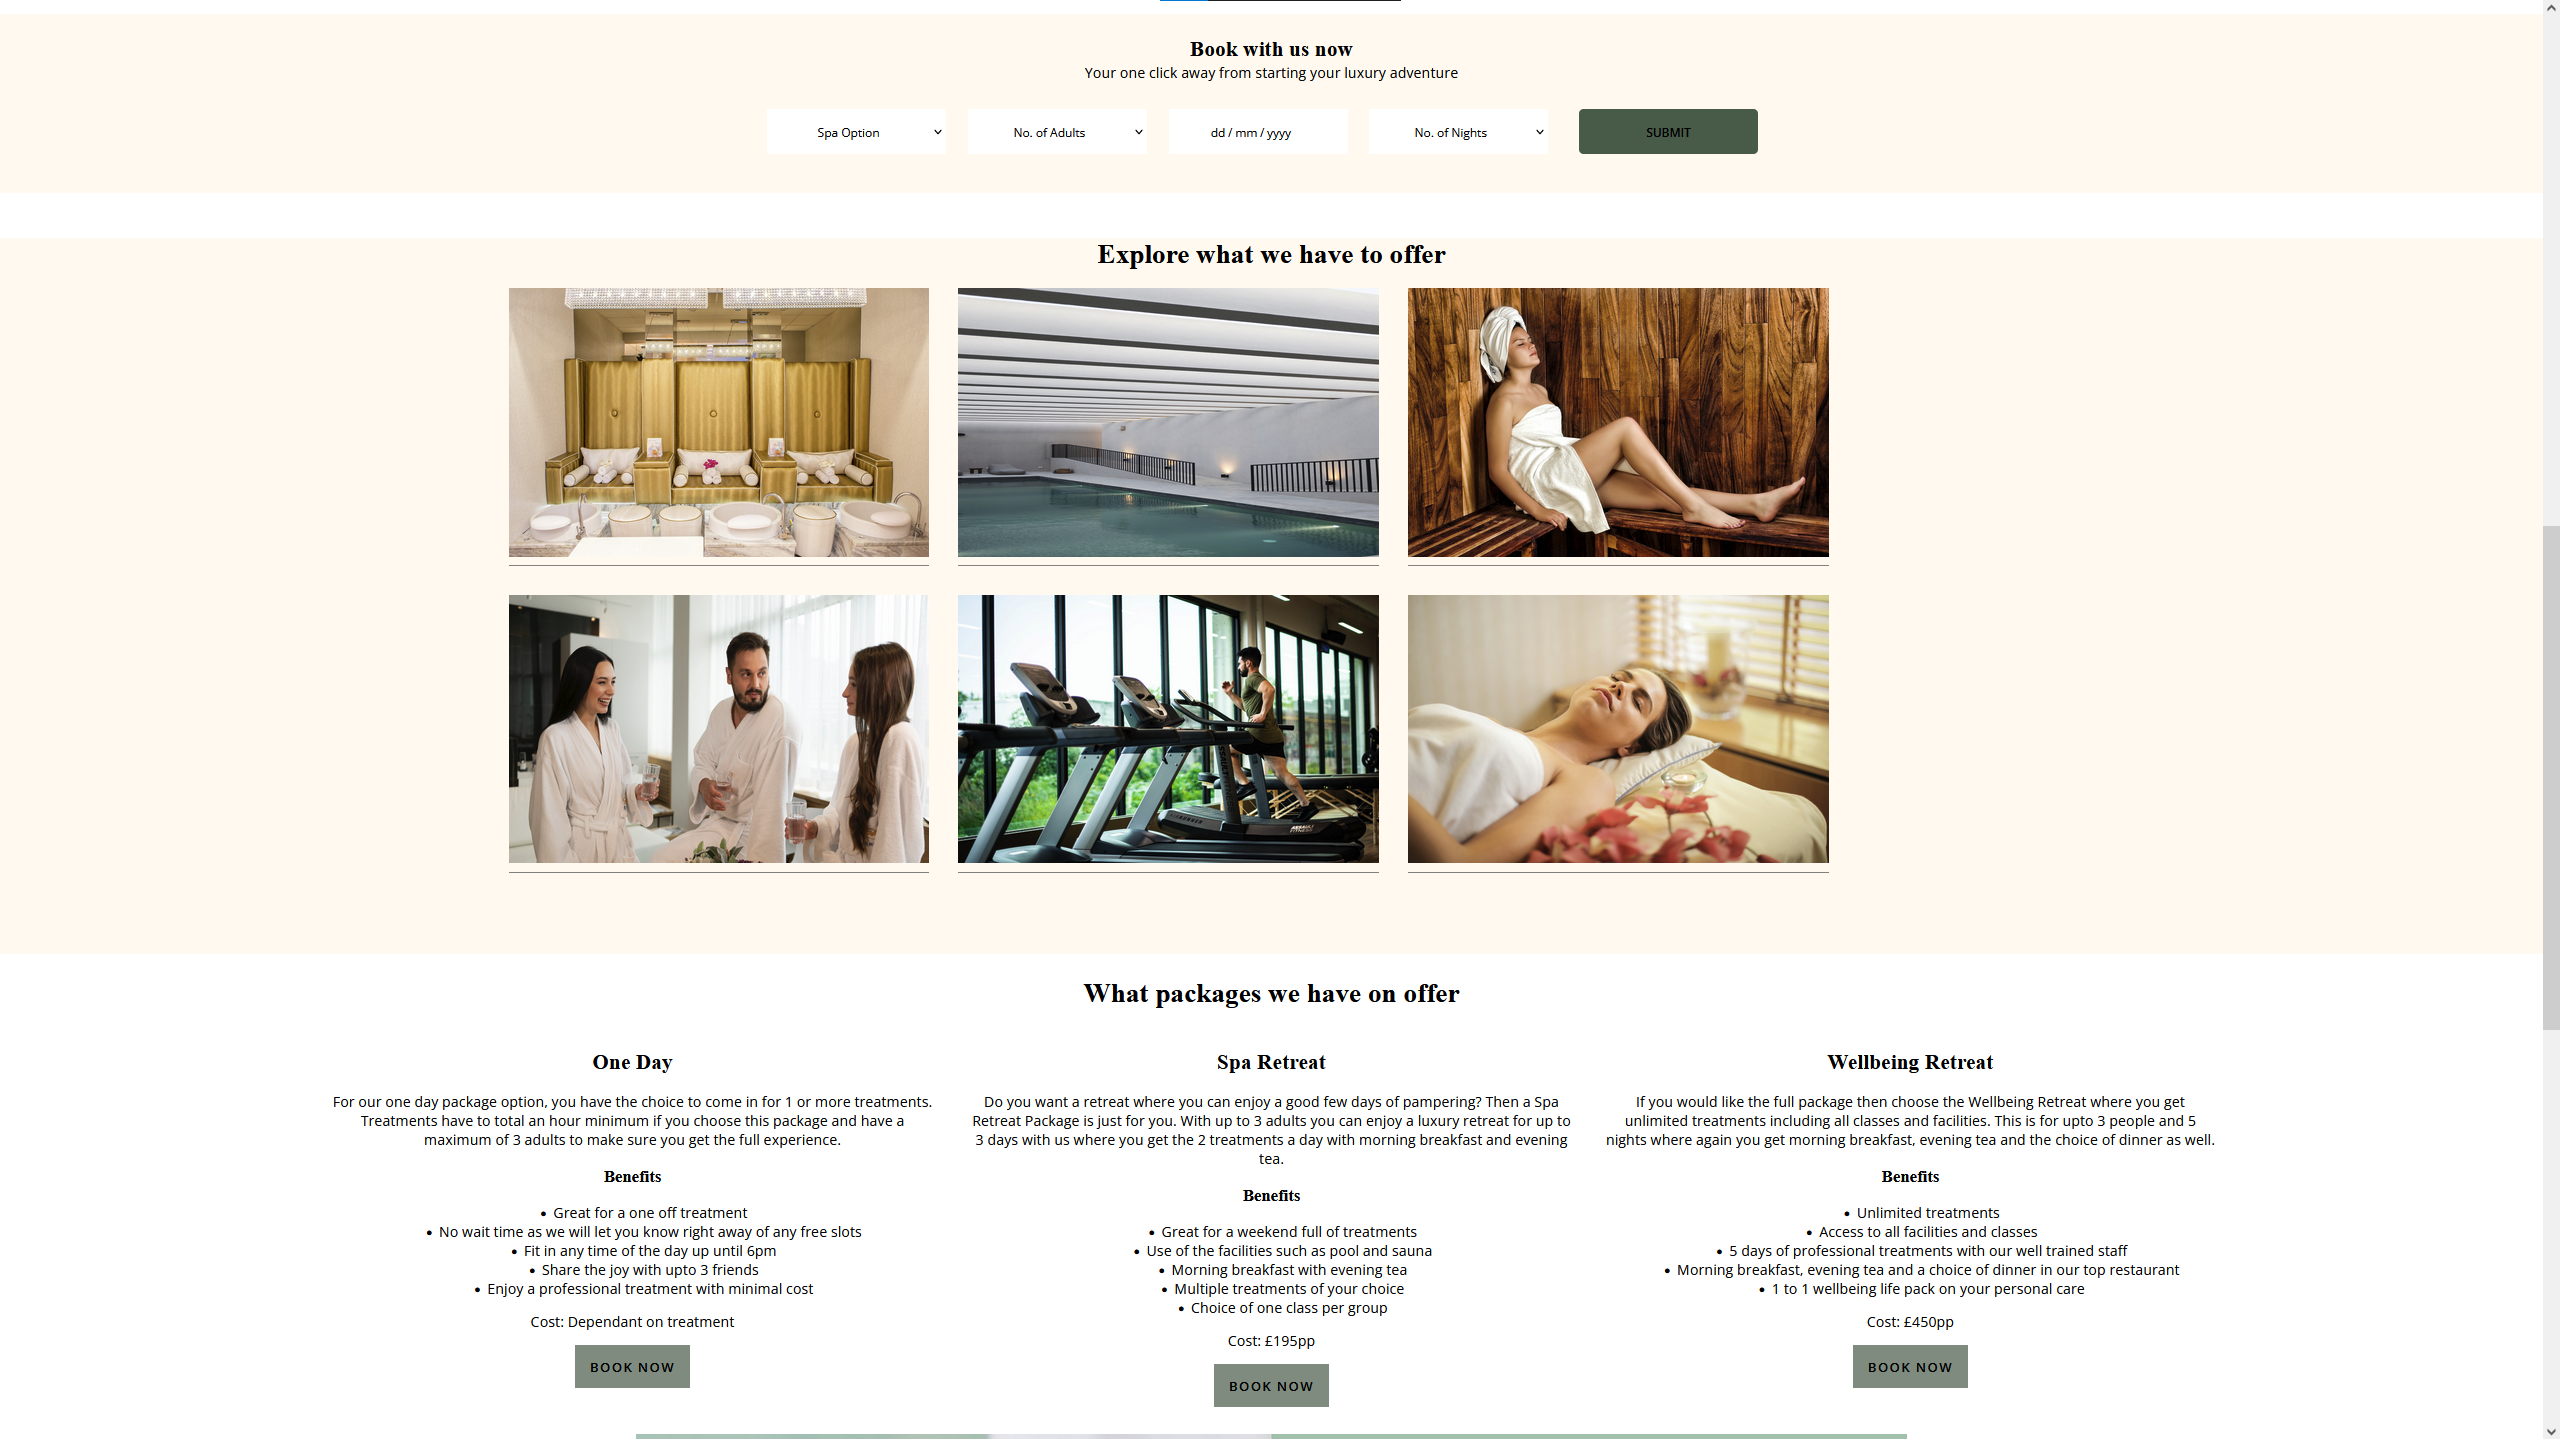 Book with us now
Your one click away from starting your luxury adventure
Spa Option
No. of Adults
dd / mm / yyyy
No. of Nights
SUBMIT
Explore what we have to offer
ASSAULT
FITNESS
What packages we have on offer
One Day
For our one day package option, you have the choice to come in for 1 or more treatments.
Treatments have to total an hour minimum if you choose this package and have a
maximum of 3 adults to make sure you get the full experience.
Benefits
• Great for a one off treatment
• No wait time as we will let you know right away of any free slots
• Fit in any time of the day up until 6pm
• Share the joy with upto 3 friends
• Enjoy a professional treatment with minimal cost
Cost: Dependant on treatment
BOOK NOW
Spa Retreat
Do you want a retreat where you can enjoy a good few days of pampering? Then a Spa
Retreat Package is just for you. With up to 3 adults you can enjoy a luxury retreat for up to
3 days with us where you get the 2 treatments a day with morning breakfast and evening
tea.
Benefits
• Great for a weekend full of treatments
• Use of the facilities such as pool and sauna
• Morning breakfast with evening tea
• Multiple treatments of your choice
• Choice of one class per group
Cost: £195pp
BOOK NOW
Wellbeing Retreat
If you would like the full package then choose the Wellbeing Retreat where you get
unlimited treatments including all classes and facilities. This is for upto 3 people and 5
nights where again you get morning breakfast, evening tea and the choice of dinner as well.
Benefits
• Unlimited treatments
• Access to all facilities and classes
• 5 days of professional treatments with our well trained staff
• Morning breakfast, evening tea and a choice of dinner in our top restaurant
• 1 to 1 wellbeing life pack on your personal care
Cost: £450pp
BOOK NOW